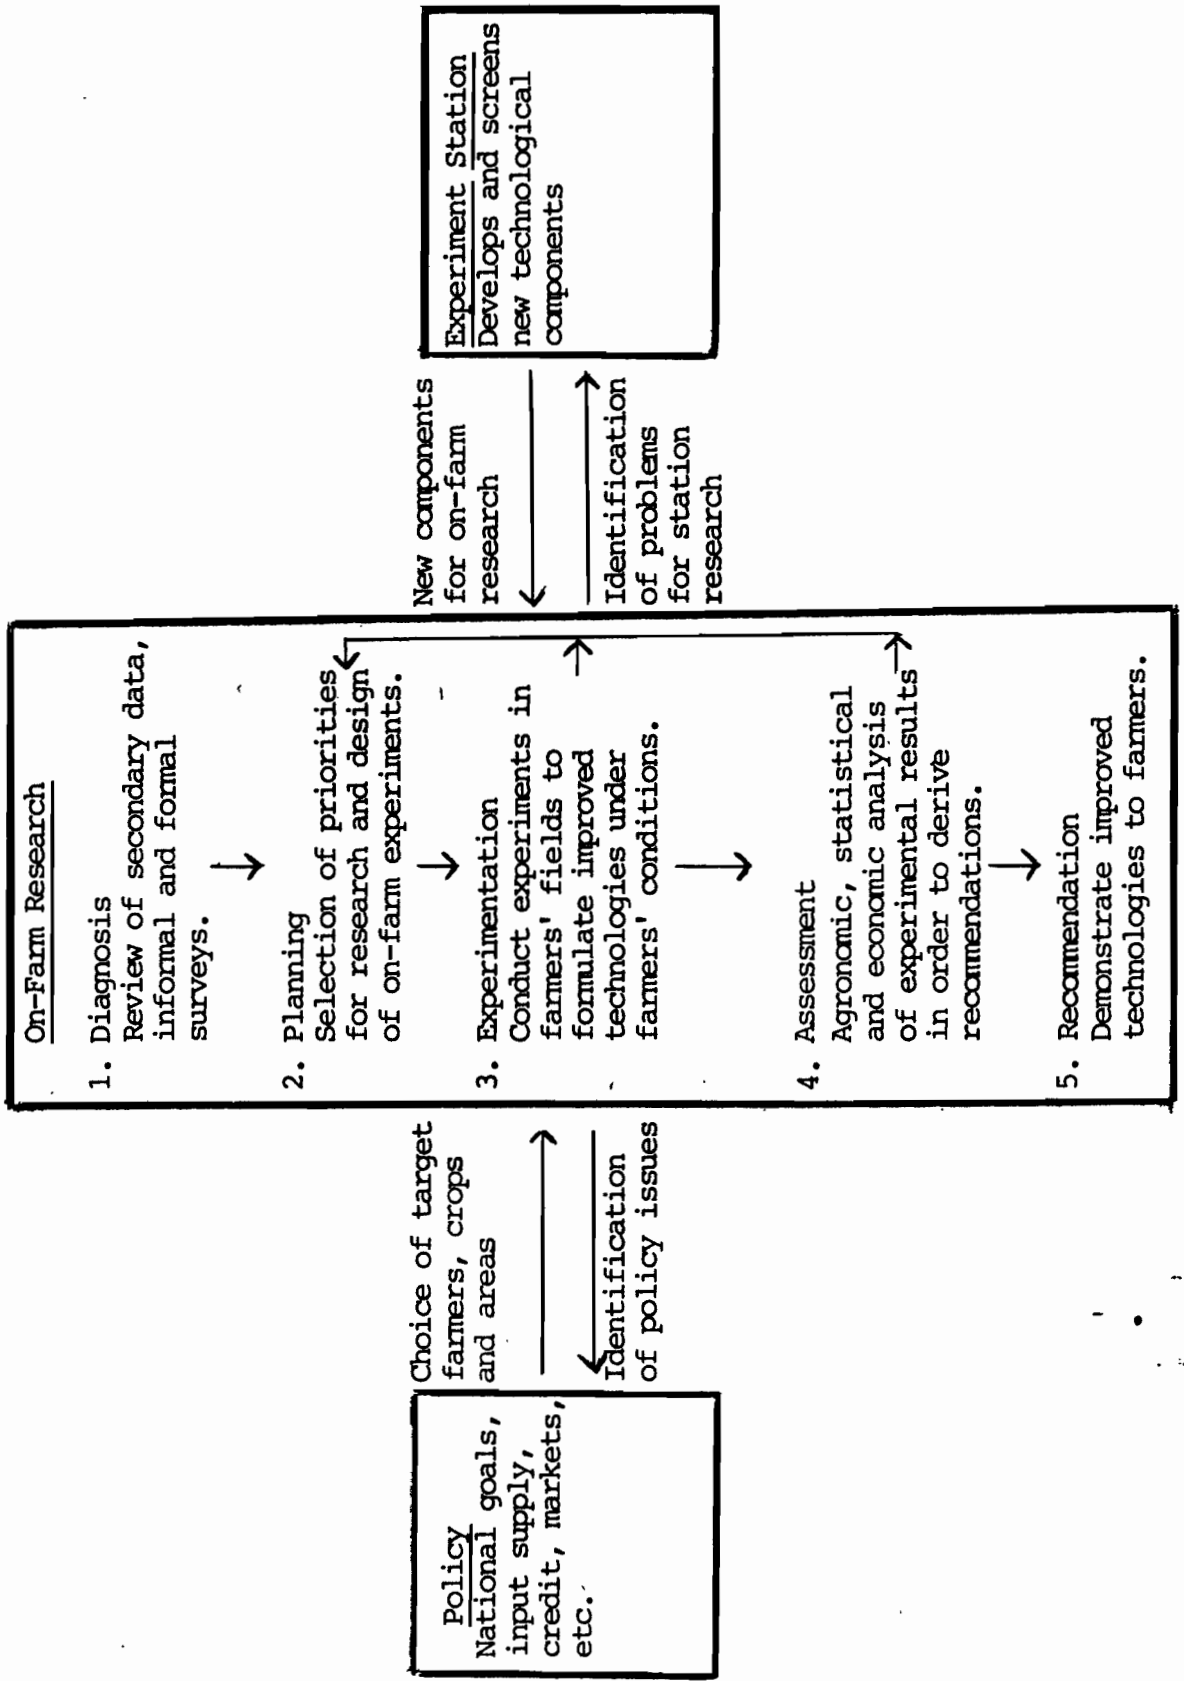 Policy
National goals,
input supply,
credit, markets,
etc.
Choice of target
farmers, crops
and areas
Identification
of policy issues
On-Farm Research
1. Diagnosis
Review of secondary data,
informal and formal
surveys.
2. Planning
Selection of priorities
for research and design
of on-farm experiments.
3. Experimentation
Conduct experiments in
farmers' fields to
formulate improved
technologies under
farmers' conditions.
4. Assessment
Agronomic, statistical
and economic analysis
of experimental results
in order to derive
recommendations.
5. Recommendation
Demonstrate improved
technologies to farmers.
New components
for on-farm
research
Identification
of problems
for station
research
Experiment Station
Develops and screens
new technological
components